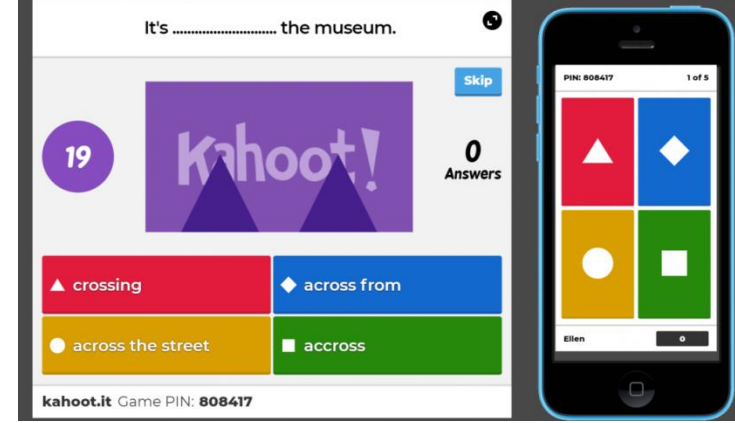 It's ............................ the museum.
Skip
19
Kahoot!
0
Answers
crossing
across from
across the street
accross
kahoot.it Game PIN: 808417
PIN: 808417 1 of 5
Ellen 0